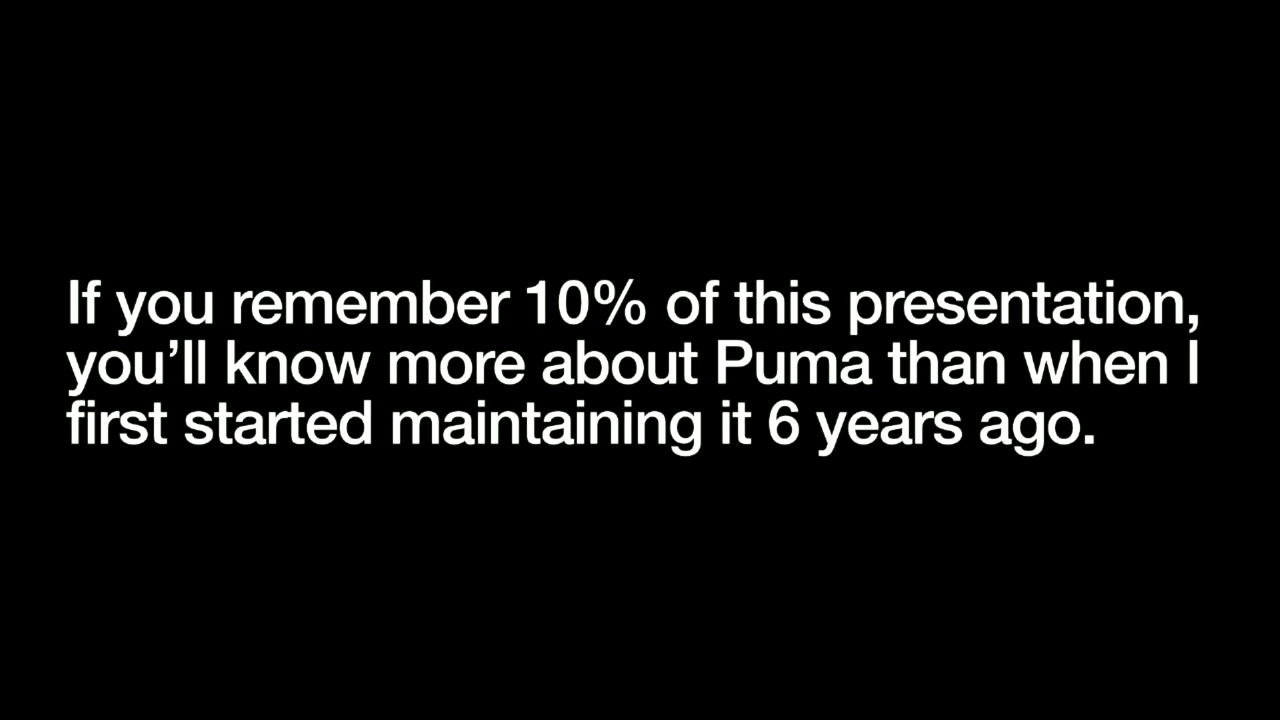 If you remember 10% of this presentation,
you’ll know more about Puma than when I
first started maintaining it 6 years ago.